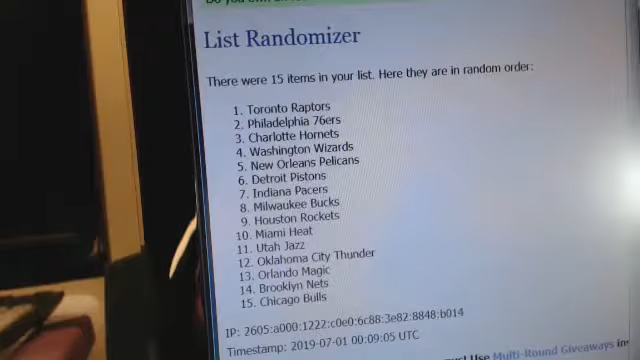 List Randomizer
There were 15 items in your list. Here they are in random order:
1. Toronto Raptors
2. Philadelphia 76ers
3. Charlotte Hornets
4. Washington Wizards
5. New Orleans Pelicans
6. Detroit Pistons
7. Indiana Pacers
8. Milwaukee Bucks
9. Houston Rockets
10. Miami Heat
11. Utah Jazz
12. Oklahoma City Thunder
13. Orlando Magic
14. Brooklyn Nets
15. Chicago Bulls
IP: 2605:a000:1222:c0e0:6c88:3e82:8848:b014
Timestamp: 2019-07-01 00:09:05 UTC
Use Multi-Round Giveaways